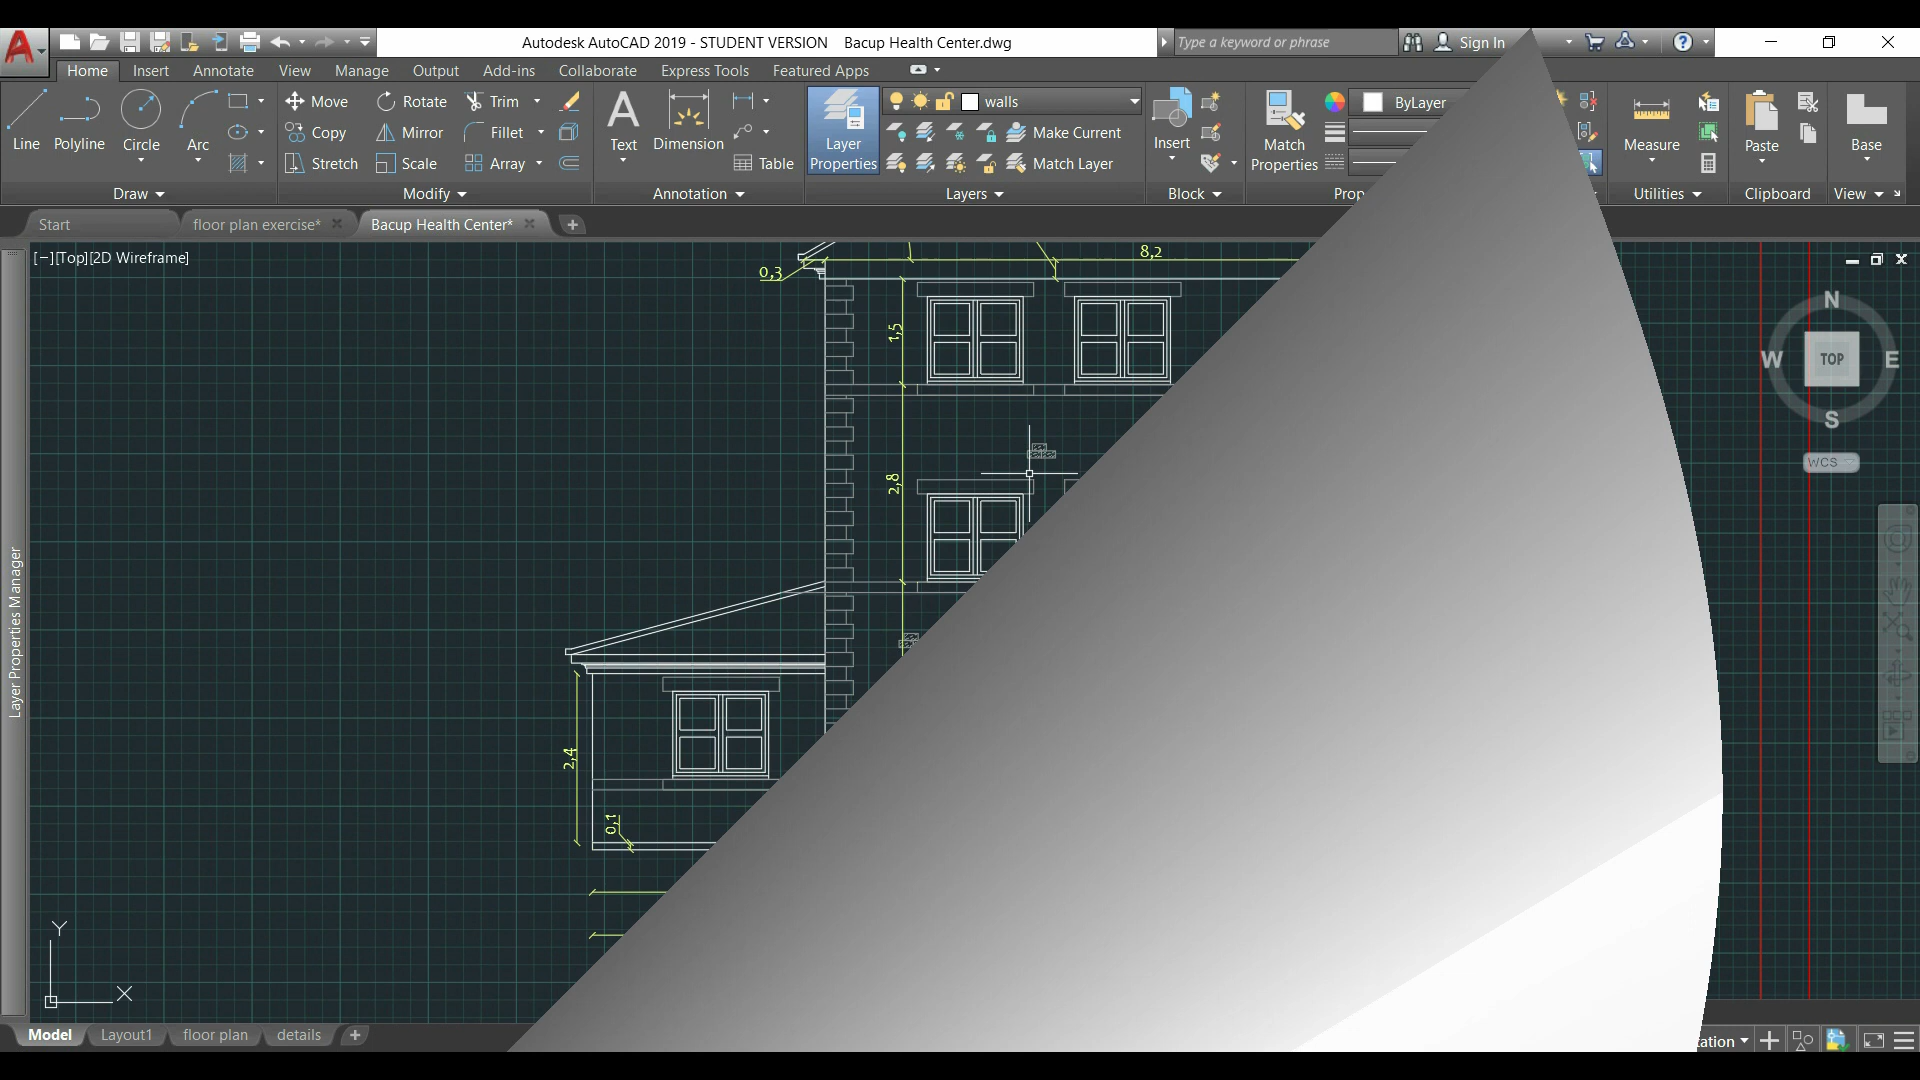 Autodesk AutoCAD 2019 - STUDENT VERSION Bacup Health Center.dwg
Type a keyword or phrase
Sign In
Home Insert Annotate View Manage Output Add-ins Collaborate Express Tools Featured Apps
Move Rotate Trim walls ByLayer
Line Polyline Circle Arc Copy Mirror Fillet Text Dimension Layer Properties Make Current Insert Match Properties Measure Paste Base
Stretch Scale Array Table Match Layer
Draw Modify Annotation Layers Block Prop Utilities Clipboard View
Start floor plan exercise* Bacup Health Center*
[−][Top][2D Wireframe]
8,2
0,3
N
1,5
W TOP E
S
WCS
2,8
Layer Properties Manager
2,4
0,1
Y
X
Model Layout1 floor plan details
ation